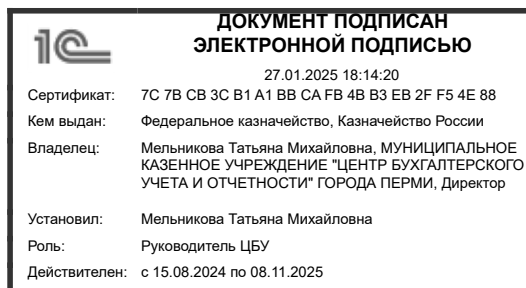 1С
ДОКУМЕНТ ПОДПИСАН
ЭЛЕКТРОННОЙ ПОДПИСЬЮ
27.01.2025 18:14:20
Сертификат: 7C 7B CB 3C B1 A1 BB CA FB 4B B3 EB 2F F5 4E 88
Кем выдан: Федеральное казначейство, Казначейство России
Владелец: Мельникова Татьяна Михайловна, МУНИЦИПАЛЬНОЕ
КАЗЕННОЕ УЧРЕЖДЕНИЕ "ЦЕНТР БУХГАЛТЕРСКОГО
УЧЕТА И ОТЧЕТНОСТИ" ГОРОДА ПЕРМИ, Директор
Установил: Мельникова Татьяна Михайловна
Роль: Руководитель ЦБУ
Действителен: с 15.08.2024 по 08.11.2025